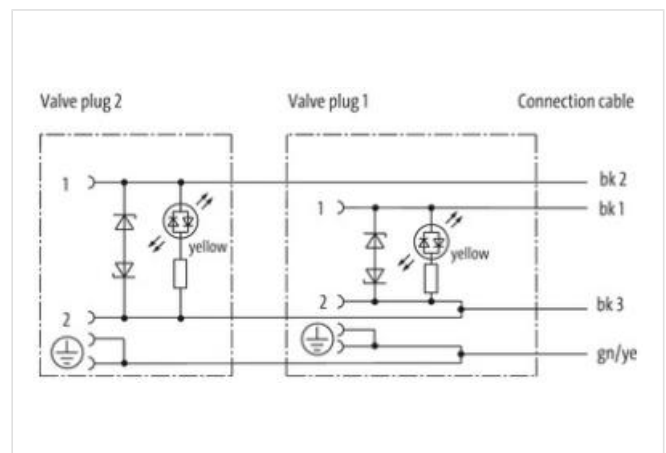 Valve plug 2 Valve plug 1 Connection cable
1 bk 2
1 bk 1
yellow yellow
2 bk 3
2
gn/ye